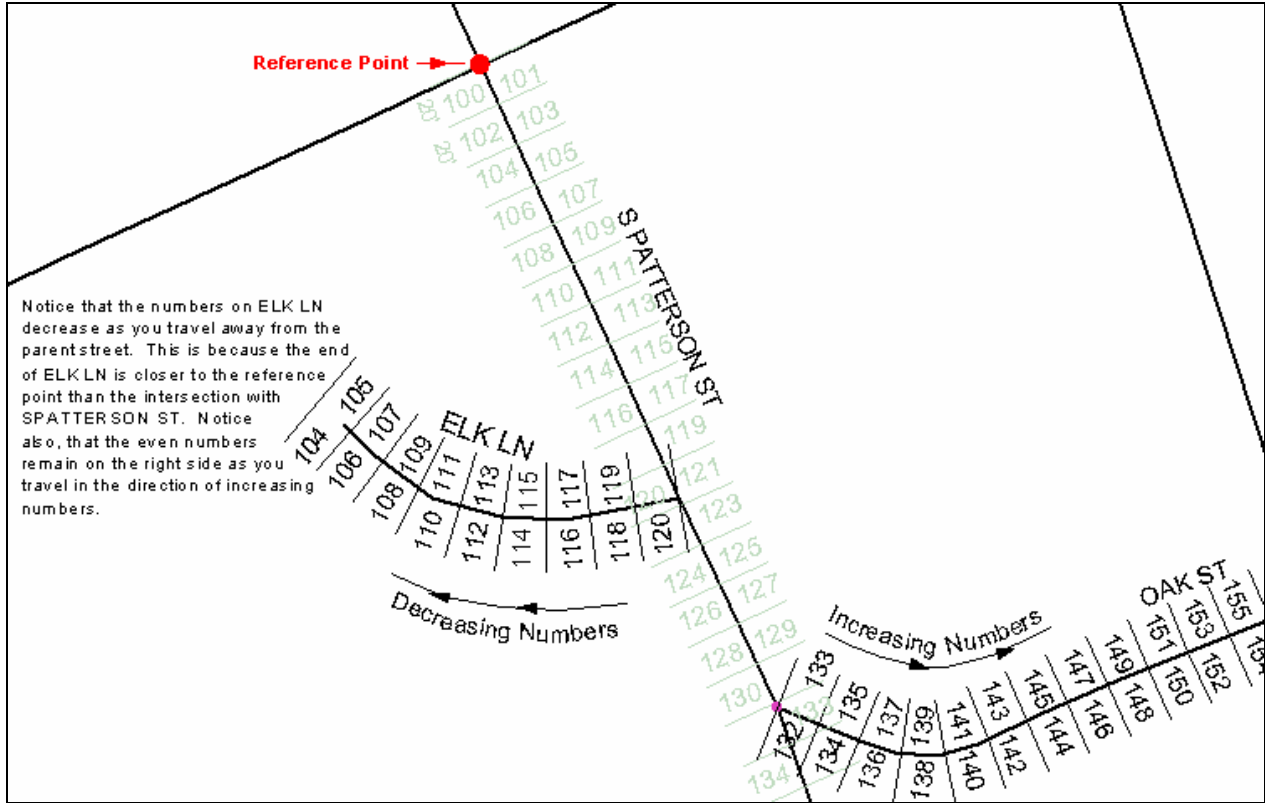 Reference Point
20' 100 101
20' 102 103
104 105
106 107
108 109
110 111
112 113
114 115
116 117
119
120 121
123
124 125
126 127
128 129
130 133
134
S PATTERSON ST
Notice that the numbers on ELK LN
decrease as you travel away from the
parent street. This is because the end
of ELK LN is closer to the reference
point than the intersection with
SPATTERSON ST. Notice
also, that the even numbers
remain on the right side as you
travel in the direction of increasing
numbers.
ELK LN
105 107 109 111 113 115 117 119
104 106 108 110 112 114 116 118 120
Decreasing Numbers
Increasing Numbers
OAK ST
133 135 137 139 141 143 145 147 149 151 153 155
132 134 136 138 140 142 144 146 148 150 152